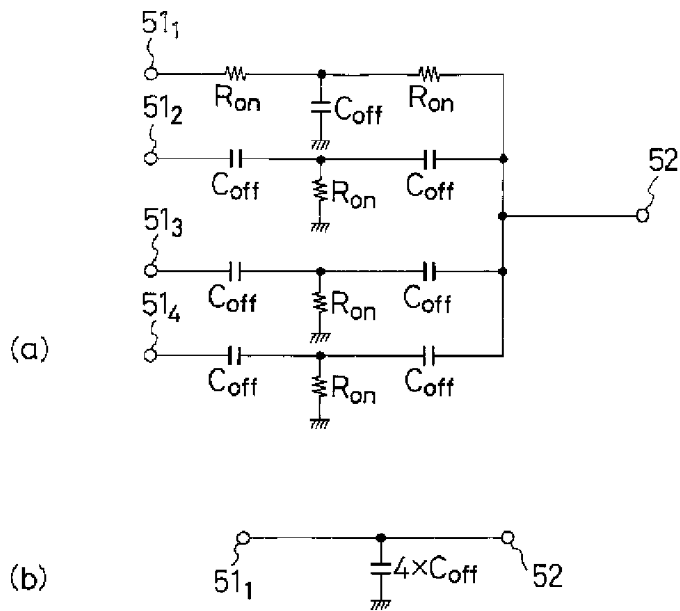 51₁
R_on C_off R_on
51₂
52
C_off R_on C_off
51₃
C_off R_on C_off
51₄
(a)
C_off R_on C_off
(b)
51₁ 4×C_off 52